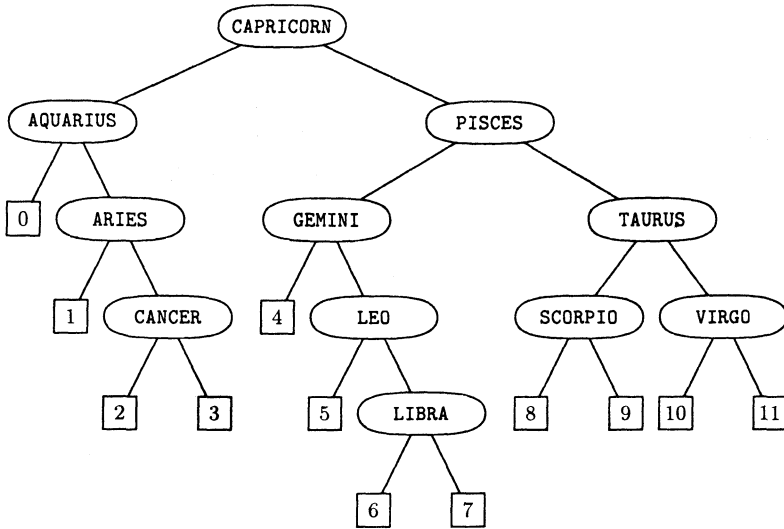 CAPRICORN
AQUARIUS PISCES
0 ARIES GEMINI TAURUS
1 CANCER 4 LEO SCORPIO VIRGO
2 3 5 LIBRA 8 9 10 11
6 7